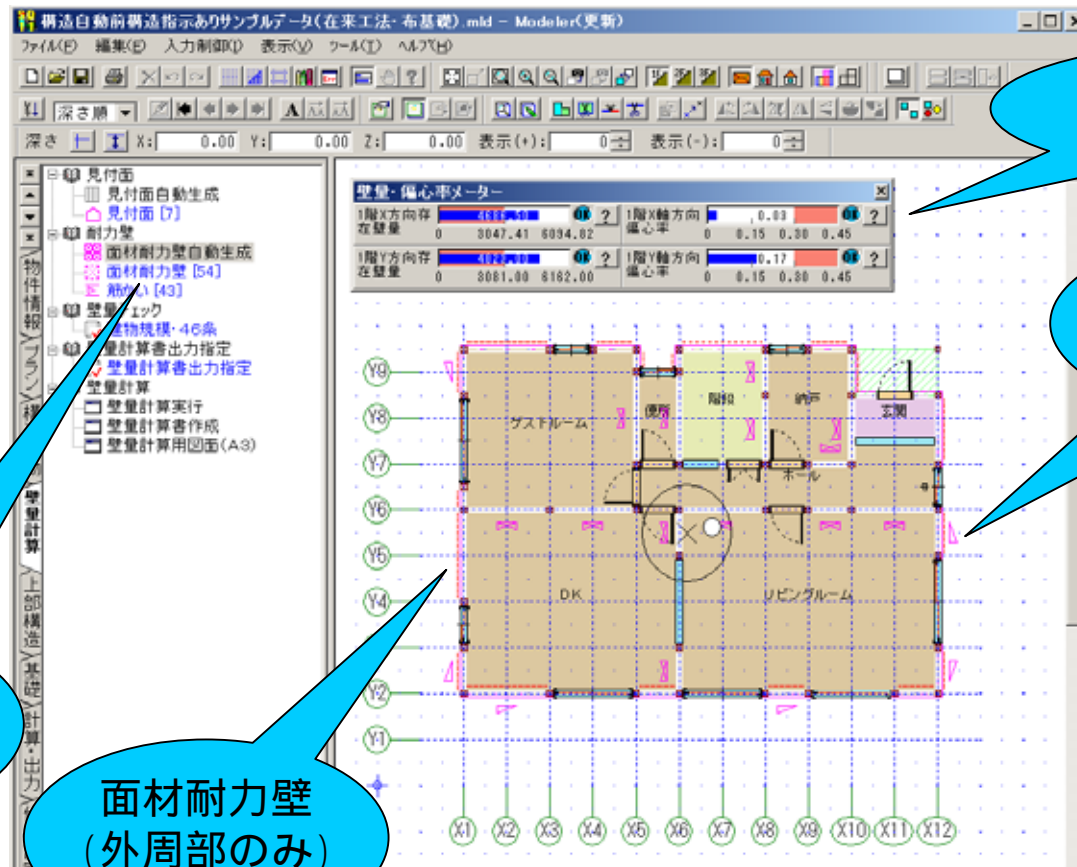 構造自動前構造指示ありサンプルデータ(在来工法・布基礎).mld - Modeler(更新)
ファイル(F) 編集(E) 入力制御(I) 表示(V) ツール(T) ヘルプ(H)
深さ順
深さ X: 0.00 Y: 0.00 Z: 0.00 表示(+): 0 表示(-): 0
見付面
見付面自動生成
見付面 [7]
耐力壁
面材耐力壁自動生成
面材耐力壁 [54]
筋かい [43]
壁量チェック
建物規模・46条
壁量計算書出力指定
壁量計算書出力指定
壁量計算
壁量計算実行
壁量計算書作成
壁量計算用図面(A3)
物件情報
プラン
壁量計算
上部構造
基礎
計算・出力
壁量・偏心率メーター
1階X方向存在壁量 4686.50 OK ?
0 3047.41 6094.82
1階X軸方向偏心率 0.03 OK ?
0 0.15 0.30 0.45
1階Y方向存在壁量 OK ?
0 3081.00 6162.00
1階Y軸方向偏心率 0.17 OK ?
0 0.15 0.30 0.45
Y9
Y8
Y7
Y6
Y5
Y4
Y2
Y1
ゲストルーム
便所
階段
納戸
玄関
ホール
DK
リビングルーム
X1 X2 X3 X4 X5 X6 X7 X8 X9 X10 X11 X12
面材耐力壁
(外周部のみ)